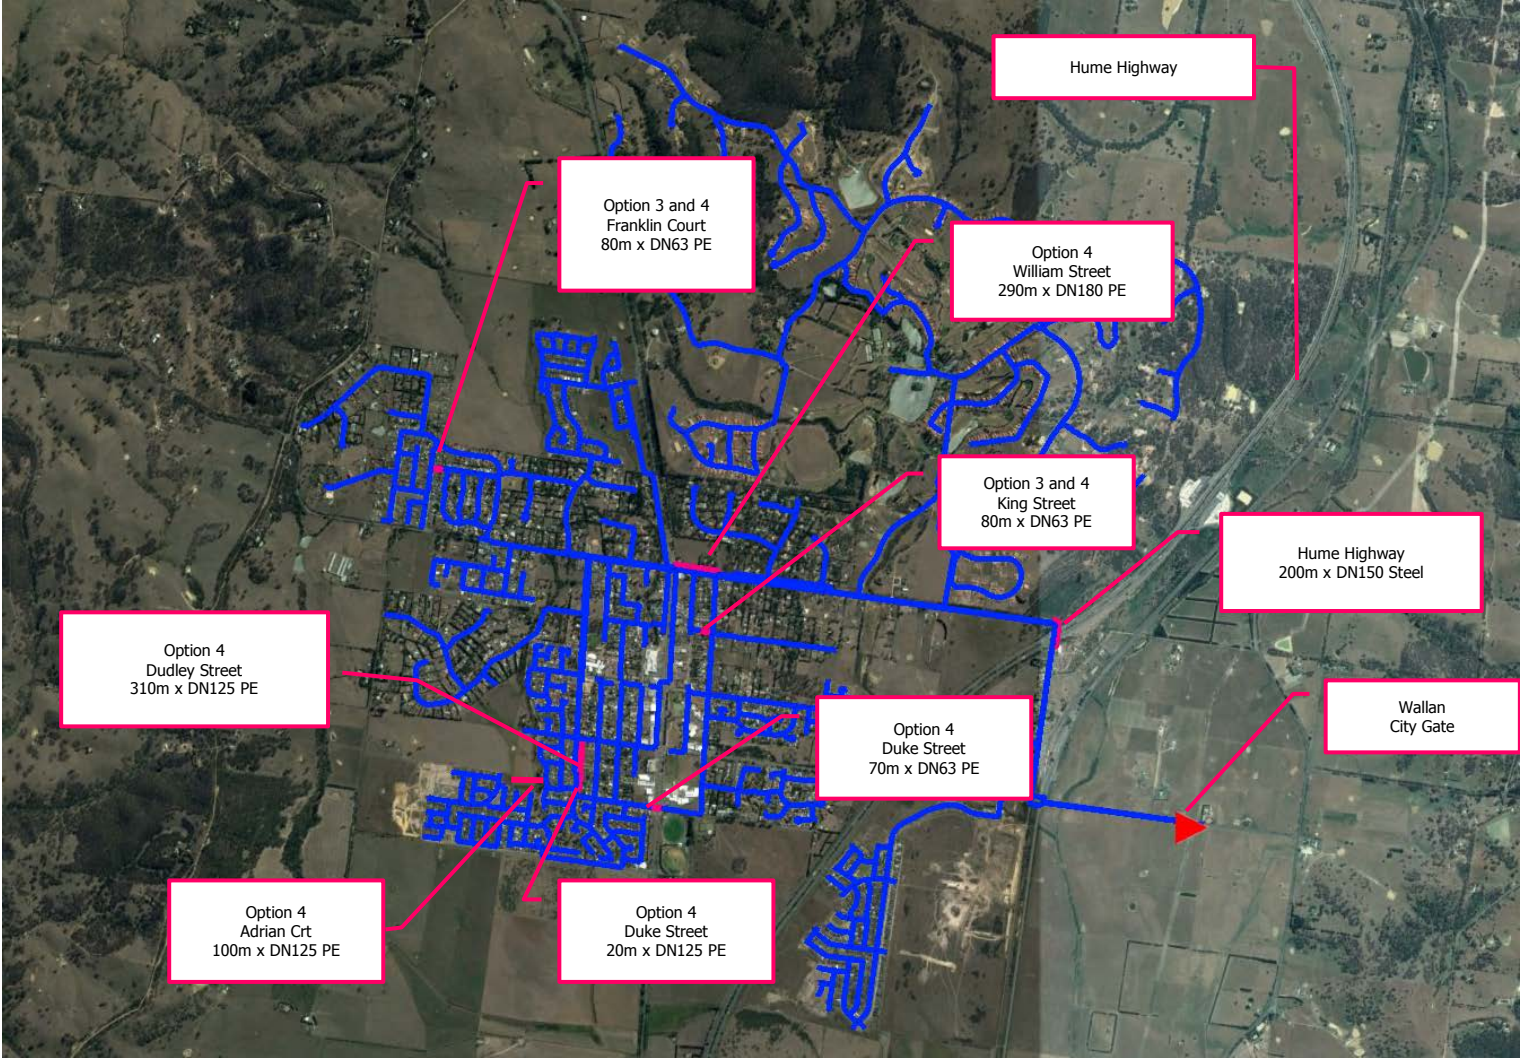 Hume Highway
Option 3 and 4
Franklin Court
80m x DN63 PE
Option 4
William Street
290m x DN180 PE
Option 3 and 4
King Street
80m x DN63 PE
Hume Highway
200m x DN150 Steel
Option 4
Dudley Street
310m x DN125 PE
Wallan
City Gate
Option 4
Duke Street
70m x DN63 PE
Option 4
Adrian Crt
100m x DN125 PE
Option 4
Duke Street
20m x DN125 PE